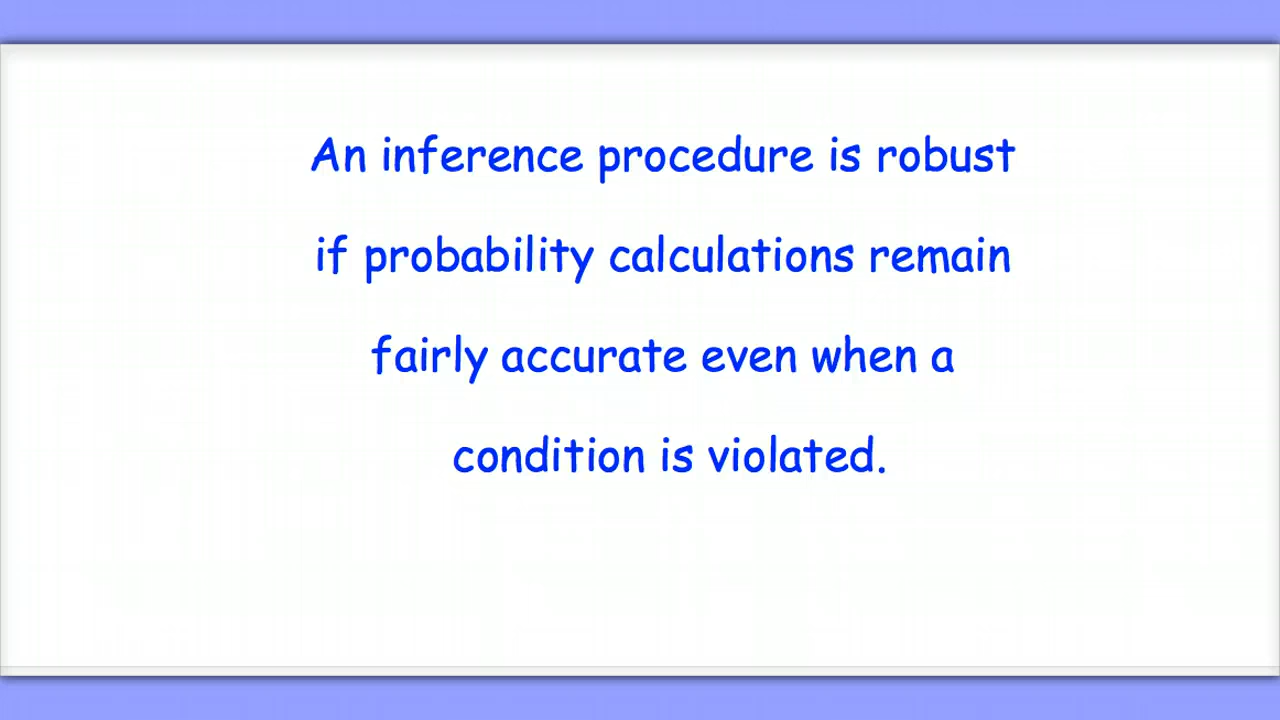 An inference procedure is robust
if probability calculations remain
fairly accurate even when a
condition is violated.